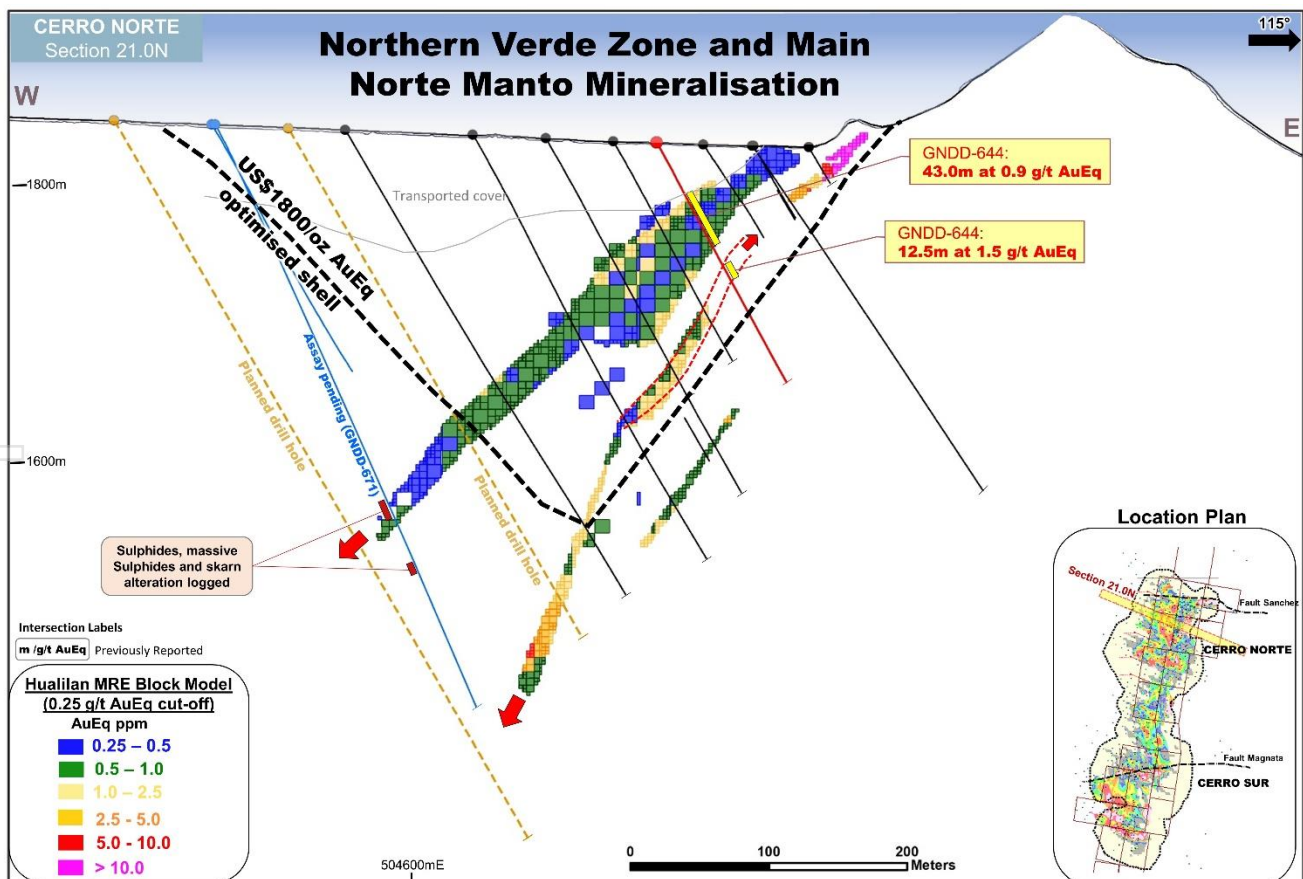 CERRO NORTE
Section 21.0N
Northern Verde Zone and Main
Norte Manto Mineralisation
115°
W
E
1800m
1600m
Transported cover
US$1800/oz AuEq
optimised shell
GNDD-644:
43.0m at 0.9 g/t AuEq
GNDD-644:
12.5m at 1.5 g/t AuEq
Planned drill hole
Assay pending (GNDD-671)
Planned drill hole
Sulphides, massive
Sulphides and skarn
alteration logged
Intersection Labels
m /g/t AuEq Previously Reported
Hualilan MRE Block Model
(0.25 g/t AuEq cut-off)
AuEq ppm
0.25 – 0.5
0.5 – 1.0
1.0 – 2.5
2.5 - 5.0
5.0 - 10.0
> 10.0
504600mE
0 100 200
Meters
Location Plan
Section 21.0N
Fault Sanchez
CERRO NORTE
Fault Magnata
CERRO SUR